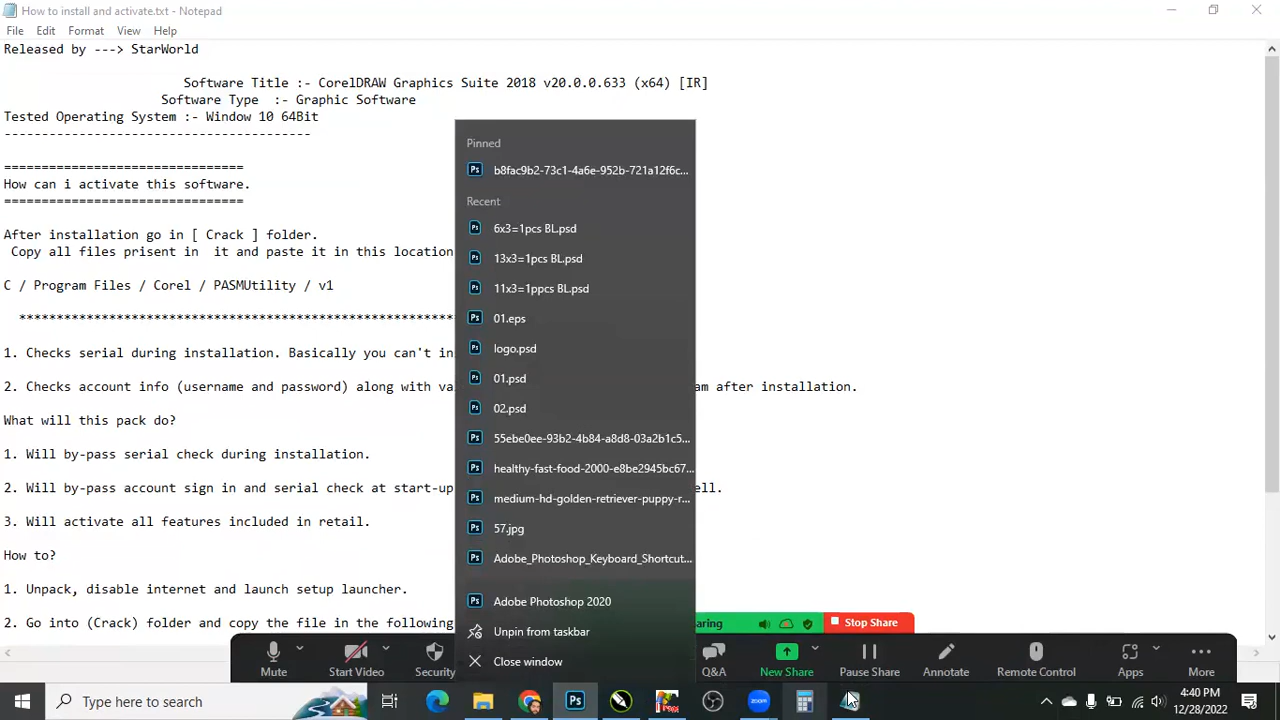 How to install and activate.txt - Notepad
File Edit Format View Help
Released by ---> StarWorld
Software Title :- CorelDRAW Graphics Suite 2018 v20.0.0.633 (x64) [IR]
Software Type :- Graphic Software
Tested Operating System :- Window 10 64Bit
-----------------------------------------
================================
How can i activate this software.
================================
After installation go in [ Crack ] folder.
Copy all files prisent in it and paste it in this location
C / Program Files / Corel / PASMUtility / v1
**********************************************************
1. Checks serial during installation. Basically you can't in
2. Checks account info (username and password) along with va
am after installation.
What will this pack do?
1. Will by-pass serial check during installation.
2. Will by-pass account sign in and serial check at start-up
ell.
3. Will activate all features included in retail.
How to?
1. Unpack, disable internet and launch setup launcher.
2. Go into (Crack) folder and copy the file in the following
Pinned
b8fac9b2-73c1-4a6e-952b-721a12f6c...
Recent
6x3=1pcs BL.psd
13x3=1pcs BL.psd
11x3=1ppcs BL.psd
01.eps
logo.psd
01.psd
02.psd
55ebe0ee-93b2-4b84-a8d8-03a2b1c5...
healthy-fast-food-2000-e8be2945bc67...
medium-hd-golden-retriever-puppy-r...
57.jpg
Adobe_Photoshop_Keyboard_Shortcut...
Adobe Photoshop 2020
Unpin from taskbar
Close window
aring Stop Share
Mute Start Video Security Q&A New Share Pause Share Annotate Remote Control Apps More
Type here to search
zoom
4:40 PM
12/28/2022